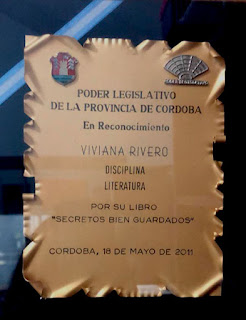 PODER LEGISLATIVO
DE LA PROVINCIA DE CORDOBA
En Reconocimiento
VIVIANA RIVERO
DISCIPLINA
LITERATURA
POR SU LIBRO
"SECRETOS BIEN GUARDADOS"
CORDOBA, 18 DE MAYO DE 2011